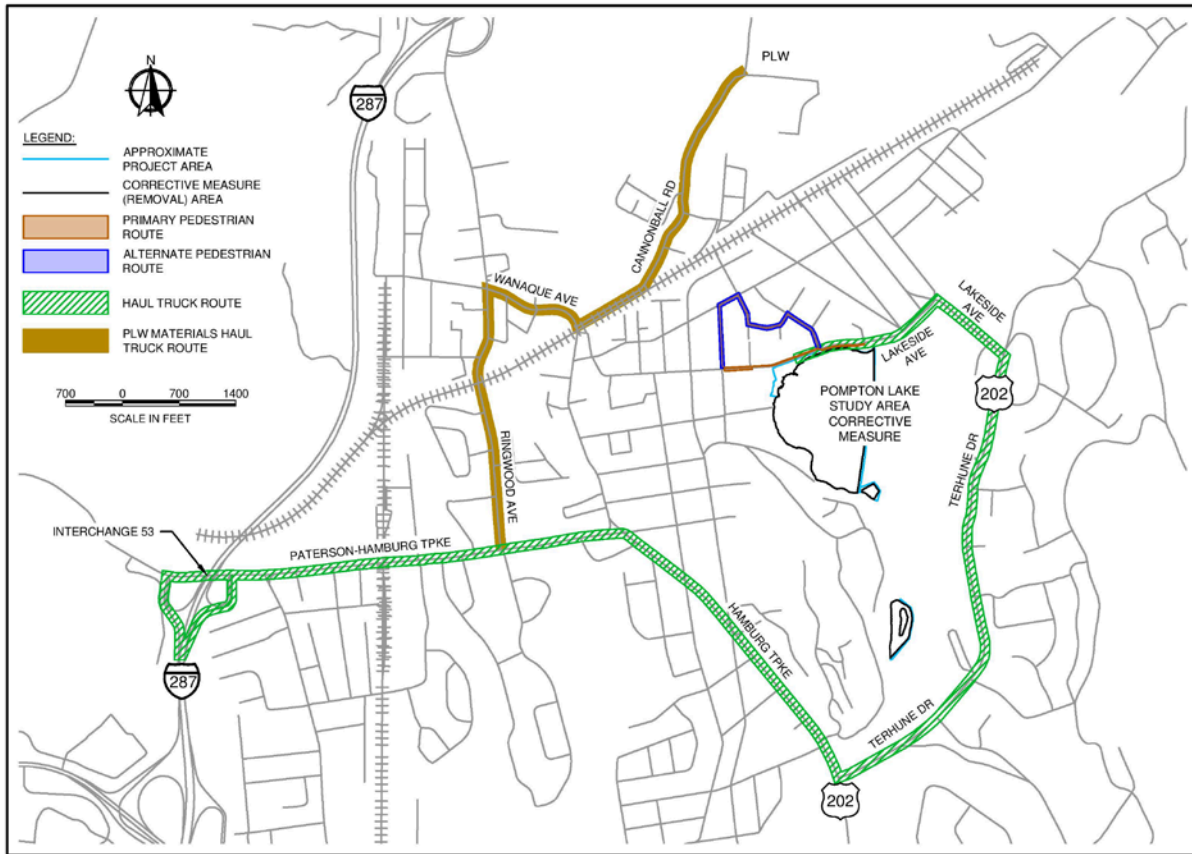 N
LEGEND:
APPROXIMATE
PROJECT AREA
CORRECTIVE MEASURE
(REMOVAL) AREA
PRIMARY PEDESTRIAN
ROUTE
ALTERNATE PEDESTRIAN
ROUTE
HAUL TRUCK ROUTE
PLW MATERIALS HAUL
TRUCK ROUTE
700 0 700 1400
SCALE IN FEET
287
PLW
CANNONBALL RD
WANAQUE AVE
RINGWOOD AVE
LAKESIDE
AVE
LAKESIDE
AVE
202
POMPTON LAKE
STUDY AREA
CORRECTIVE
MEASURE
TERHUNE DR
INTERCHANGE 53
PATERSON-HAMBURG TPKE
287
HAMBURG TPKE
TERHUNE DR
202